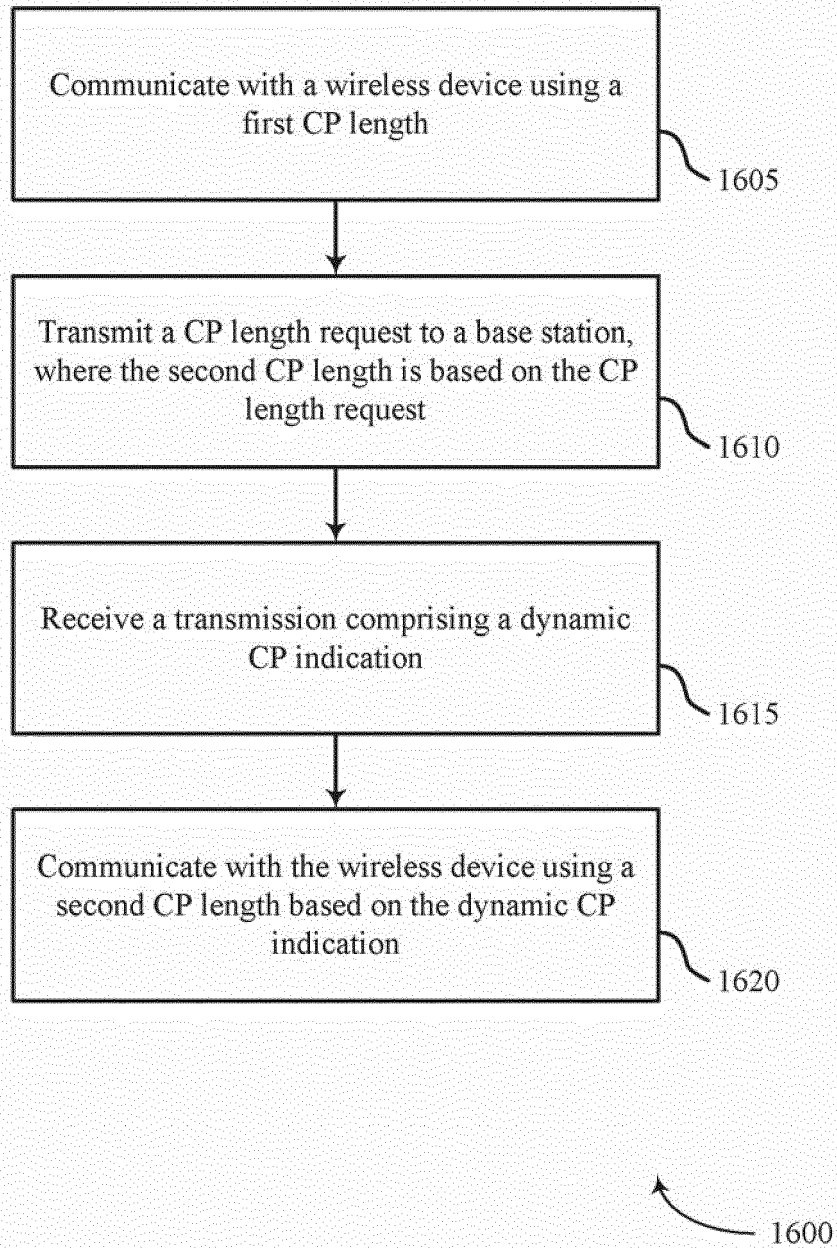 Communicate with a wireless device using a
first CP length
1605
Transmit a CP length request to a base station,
where the second CP length is based on the CP
length request
1610
Receive a transmission comprising a dynamic
CP indication
1615
Communicate with the wireless device using a
second CP length based on the dynamic CP
indication
1620
1600